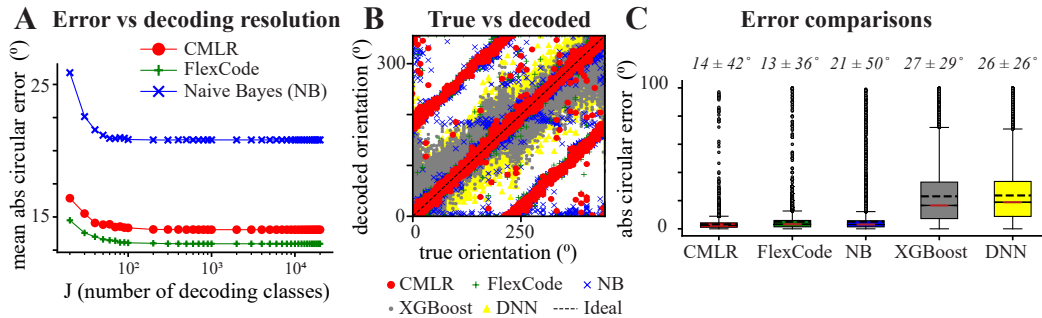 A Error vs decoding resolution
mean abs circular error (º)
CMLR
FlexCode
Naive Bayes (NB)
25
15
10² 10³ 10⁴
J (number of decoding classes)
B True vs decoded
decoded orientation (º)
300
0
0 250
true orientation (º)
CMLR FlexCode NB
XGBoost DNN Ideal
C Error comparisons
14 ± 42° 13 ± 36° 21 ± 50° 27 ± 29° 26 ± 26°
abs circular error (º)
100
0
CMLR FlexCode NB XGBoost DNN